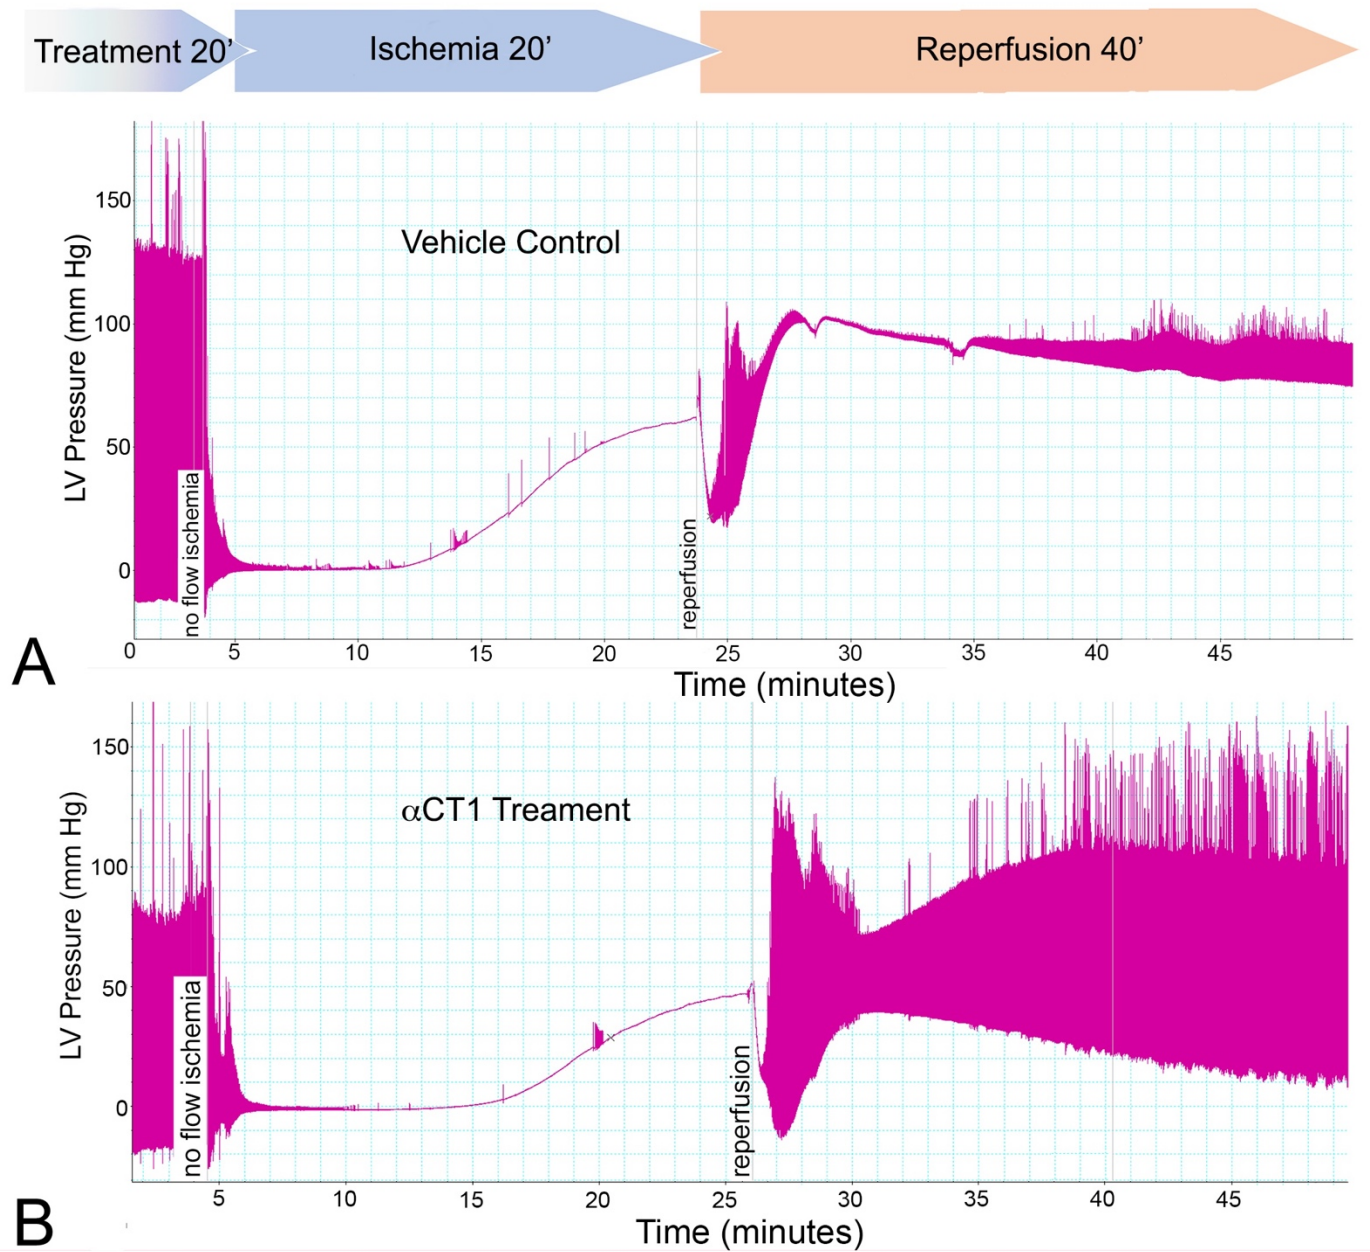 Treatment 20’
Ischemia 20’
Reperfusion 40’
Vehicle Control
LV Pressure (mm Hg)
150
100
50
0
no flow ischemia
reperfusion
0 5 10 15 20 25 30 35 40 45
Time (minutes)
A
αCT1 Treament
LV Pressure (mm Hg)
150
100
50
0
no flow ischemia
reperfusion
5 10 15 20 25 30 35 40 45
Time (minutes)
B